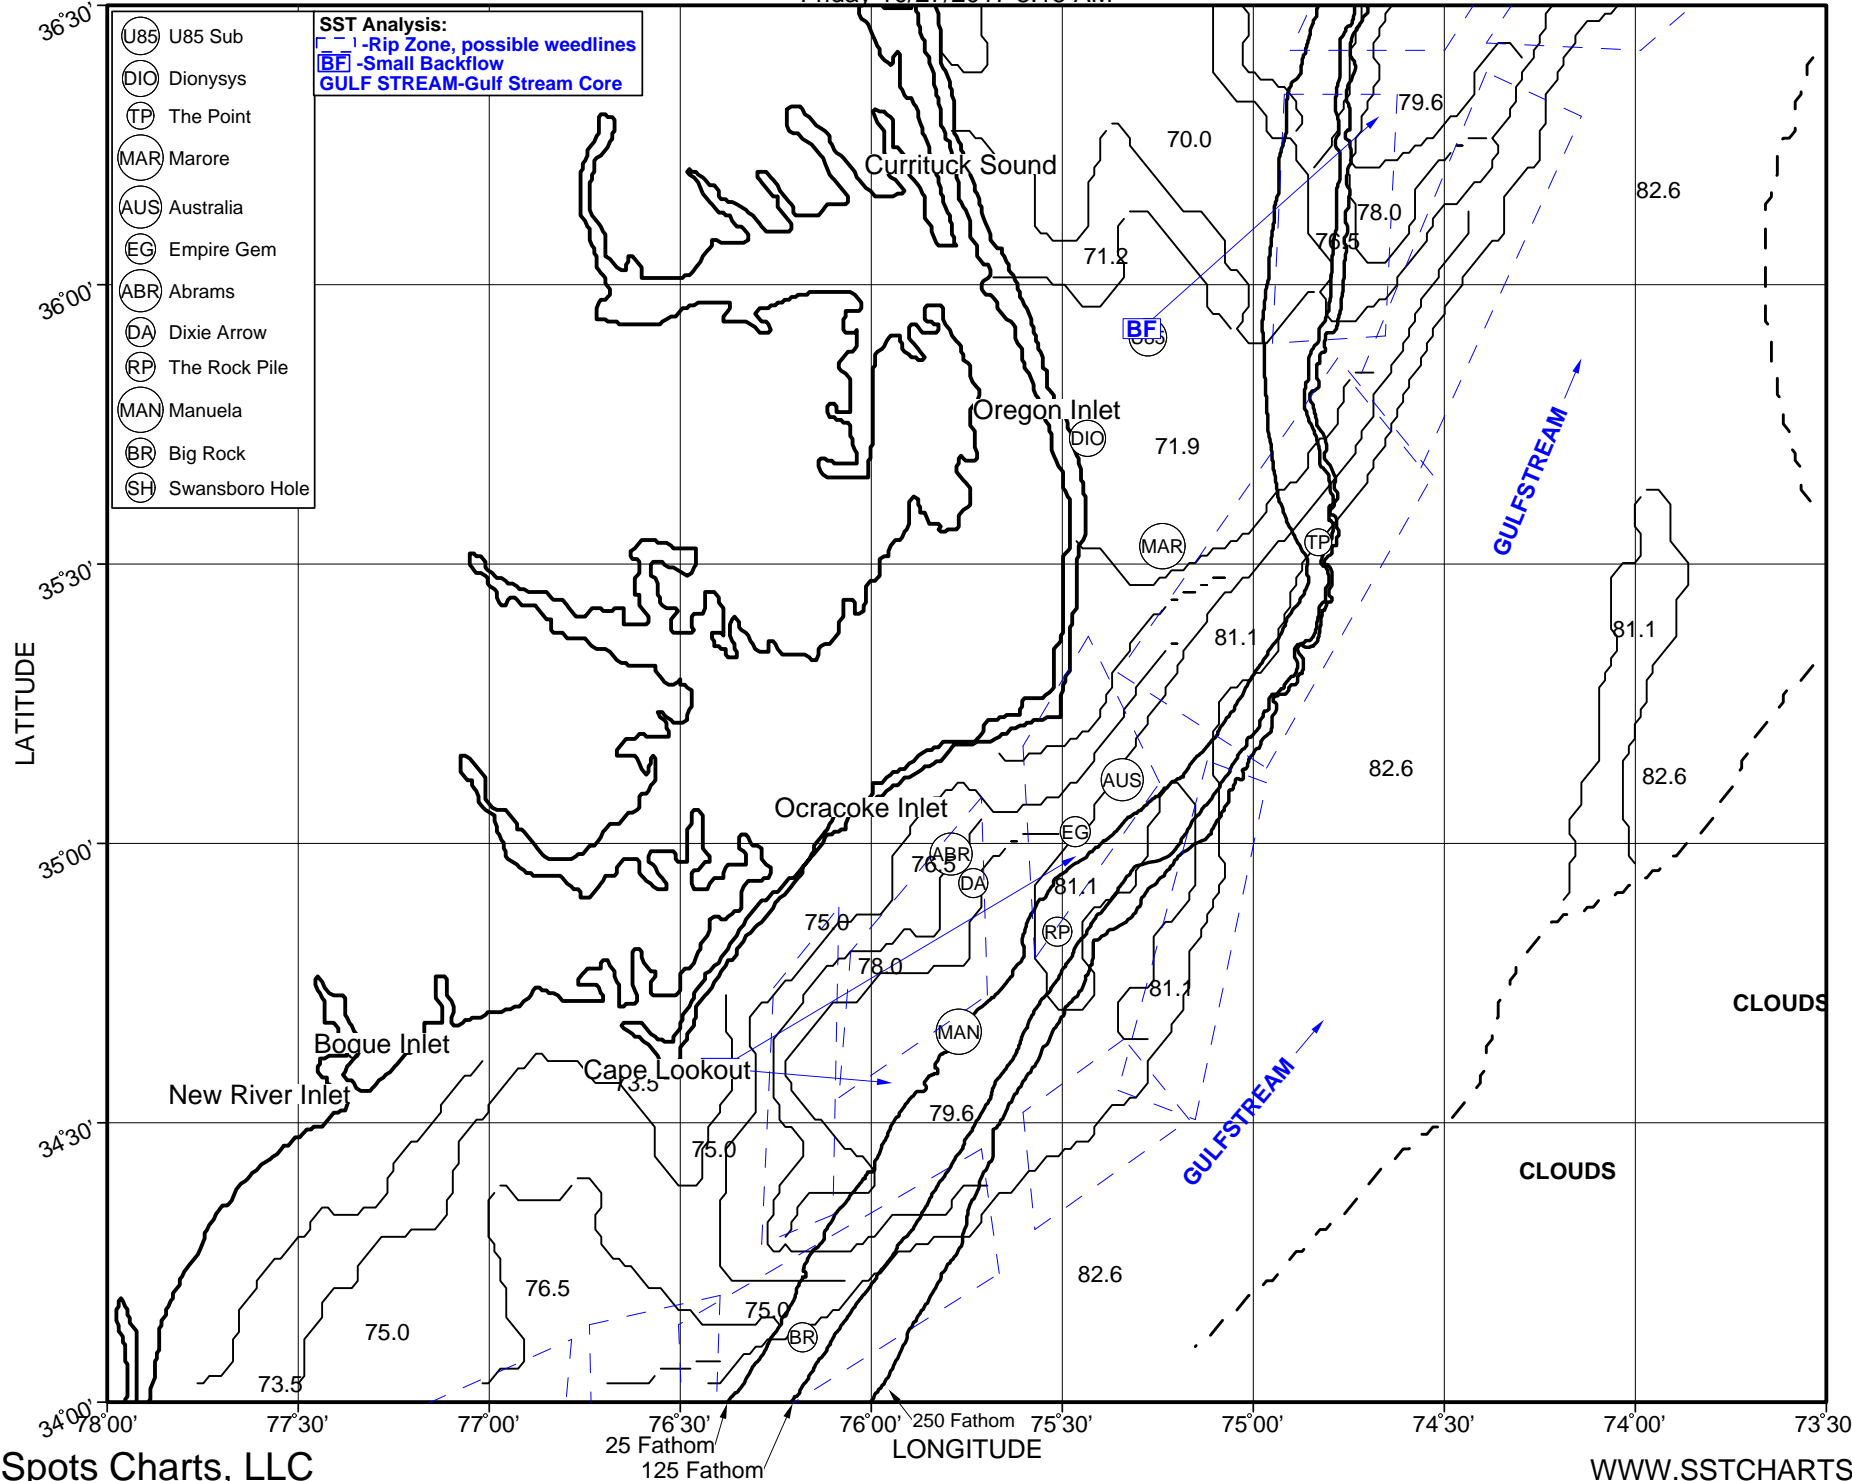 36°30'
U85 U85 Sub
DIO Dionysys
TP The Point
MAR Marore
AUS Australia
EG Empire Gem
ABR Abrams
DA Dixie Arrow
RP The Rock Pile
MAN Manuela
BR Big Rock
SH Swansboro Hole
SST Analysis:
-Rip Zone, possible weedlines
BF -Small Backflow
GULF STREAM-Gulf Stream Core
79.6
70.0
Currituck Sound
82.6
78.0
76.5
71.2
36°00'
BF
Oregon Inlet
DIO
71.9
GULFSTREAM
MAR
TP
35°30'
81.1
81.1
LATITUDE
82.6
82.6
AUS
Ocracoke Inlet
EG
35°00'
ABR
76.5
DA
81.1
75.0
RP
78.0
81.1
CLOUDS
MAN
Bogue Inlet
Cape Lookout
73.5
New River Inlet
79.6
GULFSTREAM
34°30'
75.0
CLOUDS
82.6
76.5
75.0
75.0
BR
73.5
34°00'
78°00'
77°30'
77°00'
76°30'
76°00'
75°30'
75°00'
74°30'
74°00'
73°30
250 Fathom
25 Fathom
LONGITUDE
125 Fathom
Spots Charts, LLC
WWW.SSTCHARTS